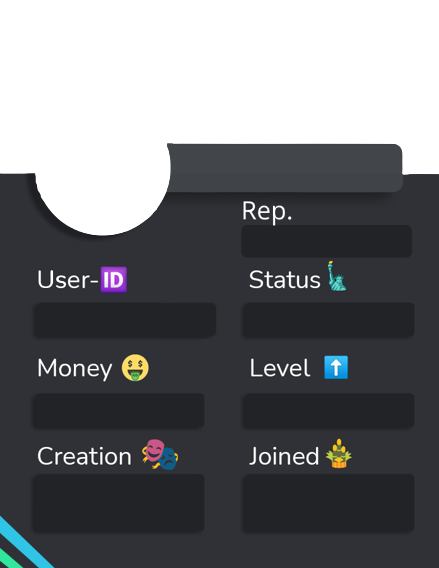 Rep.
User-🆔 Status🗽
Money 🤑 Level ⬆️
Creation 🎭 Joined🎍